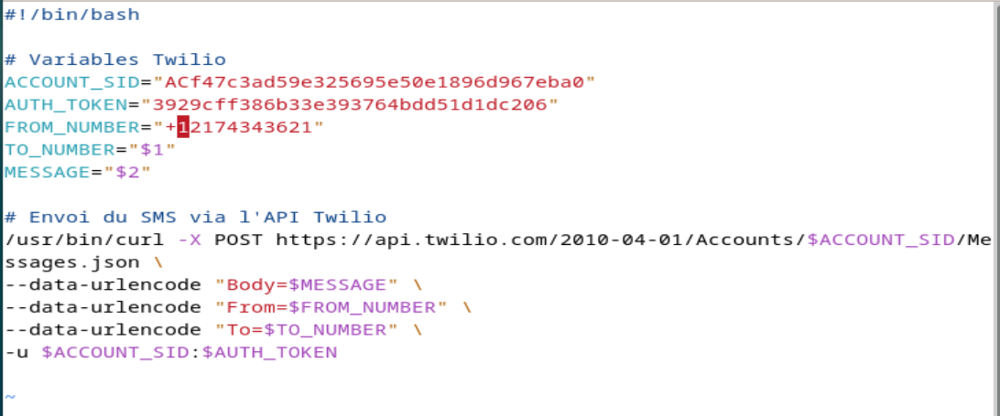 #!/bin/bash
# Variables Twilio
ACCOUNT_SID="ACf47c3ad59e325695e50e1896d967eba0"
AUTH_TOKEN="3929cff386b33e393764bdd51d1dc206"
FROM_NUMBER="+12174343621"
TO_NUMBER="$1"
MESSAGE="$2"
# Envoi du SMS via l'API Twilio
/usr/bin/curl -X POST https://api.twilio.com/2010-04-01/Accounts/$ACCOUNT_SID/Me
ssages.json \
--data-urlencode "Body=$MESSAGE" \
--data-urlencode "From=$FROM_NUMBER" \
--data-urlencode "To=$TO_NUMBER" \
-u $ACCOUNT_SID:$AUTH_TOKEN
~